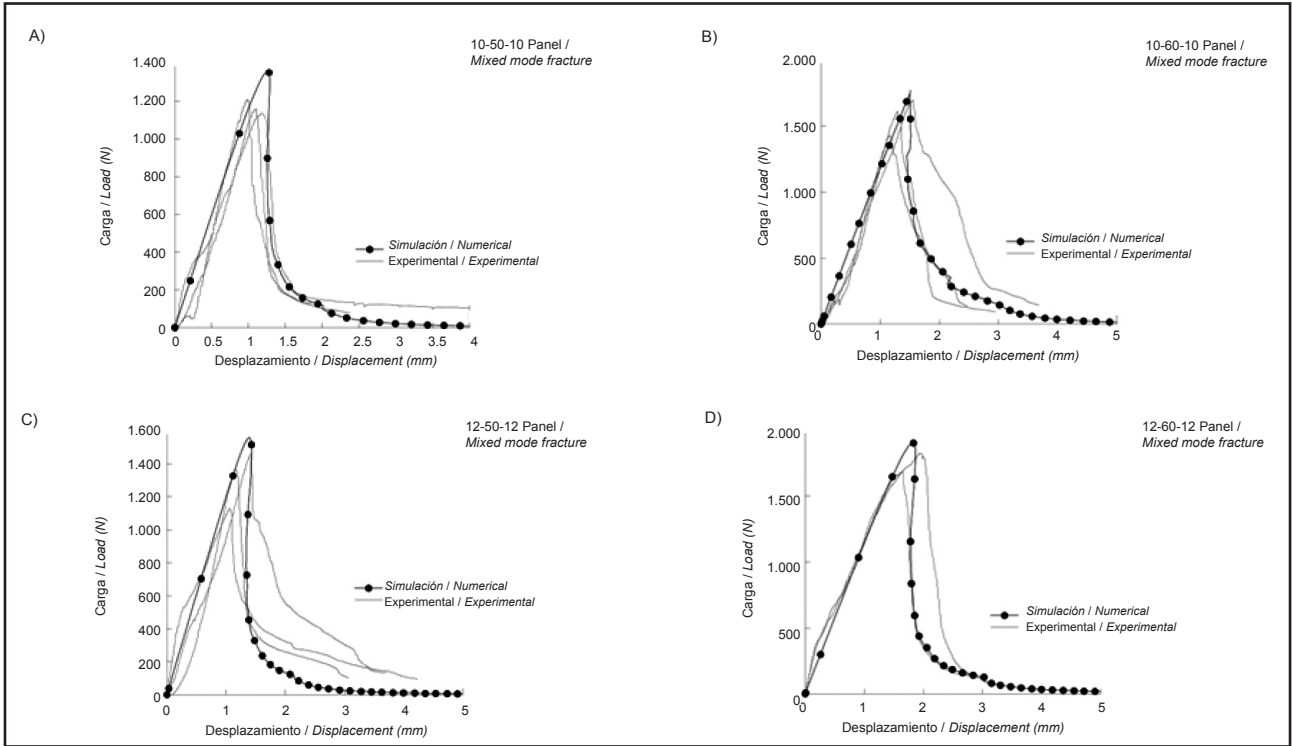 A)
10-50-10 Panel /
Mixed mode fracture
1.400
1.200
1.000
800
600
400
200
0
Carga / Load (N)
Simulación / Numerical
Experimental / Experimental
0 0.5 1 1.5 2 2.5 3 3.5 4
Desplazamiento / Displacement (mm)
B)
10-60-10 Panel /
Mixed mode fracture
2.000
1.500
1.000
500
0
Carga / Load (N)
Simulación / Numerical
Experimental / Experimental
0 1 2 3 4 5
Desplazamiento / Displacement (mm)
C)
12-50-12 Panel /
Mixed mode fracture
1.600
1.400
1.200
1.000
800
600
400
200
0
Carga / Load (N)
Simulación / Numerical
Experimental / Experimental
0 1 2 3 4 5
Desplazamiento / Displacement (mm)
D)
12-60-12 Panel /
Mixed mode fracture
2.000
1.500
1.000
500
0
Carga / Load (N)
Simulación / Numerical
Experimental / Experimental
0 1 2 3 4 5
Desplazamiento / Displacement (mm)